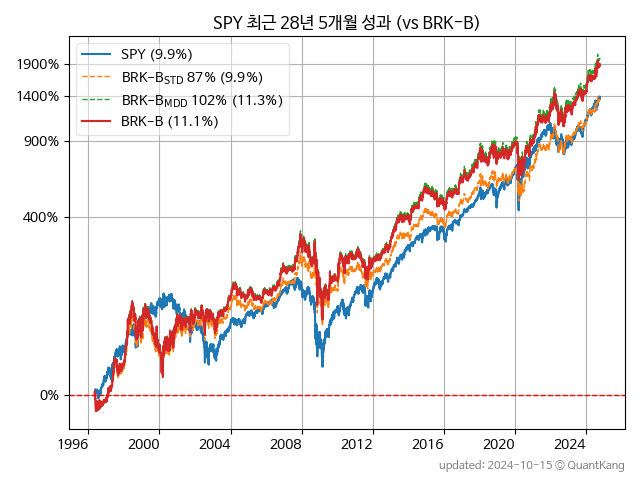 SPY 최근 28년 5개월 성과 (vs BRK-B)
SPY (9.9%)
BRK-B_STD 87% (9.9%)
BRK-B_MDD 102% (11.3%)
BRK-B (11.1%)
1900%
1400%
900%
400%
0%
1996 2000 2004 2008 2012 2016 2020 2024
updated: 2024-10-15 © QuantKang